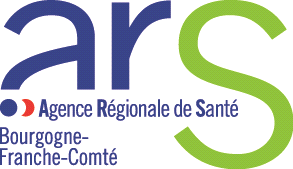 ars
Agence Régionale de Santé
Bourgogne-
Franche-Comté